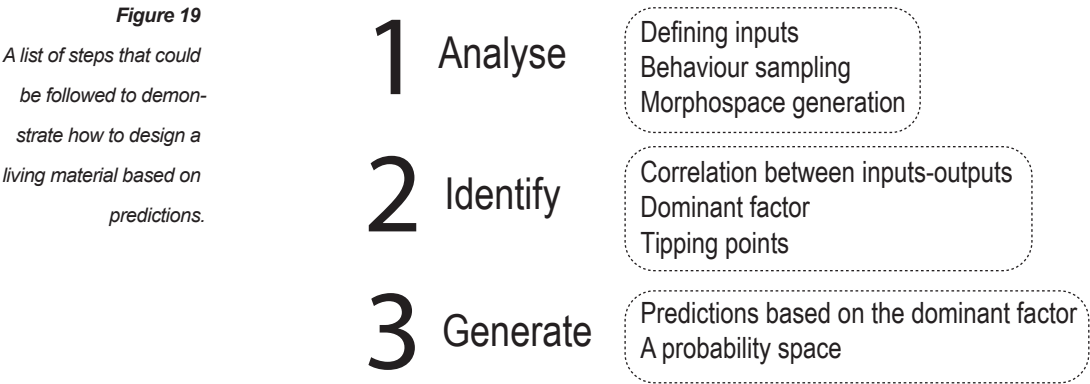 Figure 19
A list of steps that could
be followed to demon-
strate how to design a
living material based on
predictions.
1 Analyse
Defining inputs
Behaviour sampling
Morphospace generation
2 Identify
Correlation between inputs-outputs
Dominant factor
Tipping points
3 Generate
Predictions based on the dominant factor
A probability space